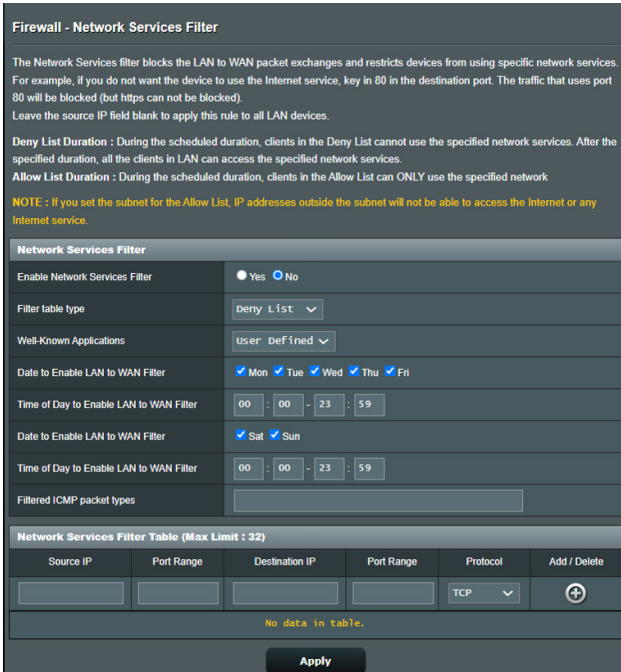 Firewall - Network Services Filter
The Network Services filter blocks the LAN to WAN packet exchanges and restricts devices from using specific network services.
For example, if you do not want the device to use the Internet service, key in 80 in the destination port. The traffic that uses port
80 will be blocked (but https can not be blocked).
Leave the source IP field blank to apply this rule to all LAN devices.
Deny List Duration : During the scheduled duration, clients in the Deny List cannot use the specified network services. After the
specified duration, all the clients in LAN can access the specified network services.
Allow List Duration : During the scheduled duration, clients in the Allow List can ONLY use the specified network
NOTE : If you set the subnet for the Allow List, IP addresses outside the subnet will not be able to access the Internet or any
Internet service.
Network Services Filter
Enable Network Services Filter Yes No
Filter table type Deny List
Well-Known Applications User Defined
Date to Enable LAN to WAN Filter Mon Tue Wed Thu Fri
Time of Day to Enable LAN to WAN Filter 00 : 00 - 23 : 59
Date to Enable LAN to WAN Filter Sat Sun
Time of Day to Enable LAN to WAN Filter 00 : 00 - 23 : 59
Filtered ICMP packet types
Network Services Filter Table (Max Limit : 32)
Source IP Port Range Destination IP Port Range Protocol Add / Delete
TCP
No data in table.
Apply